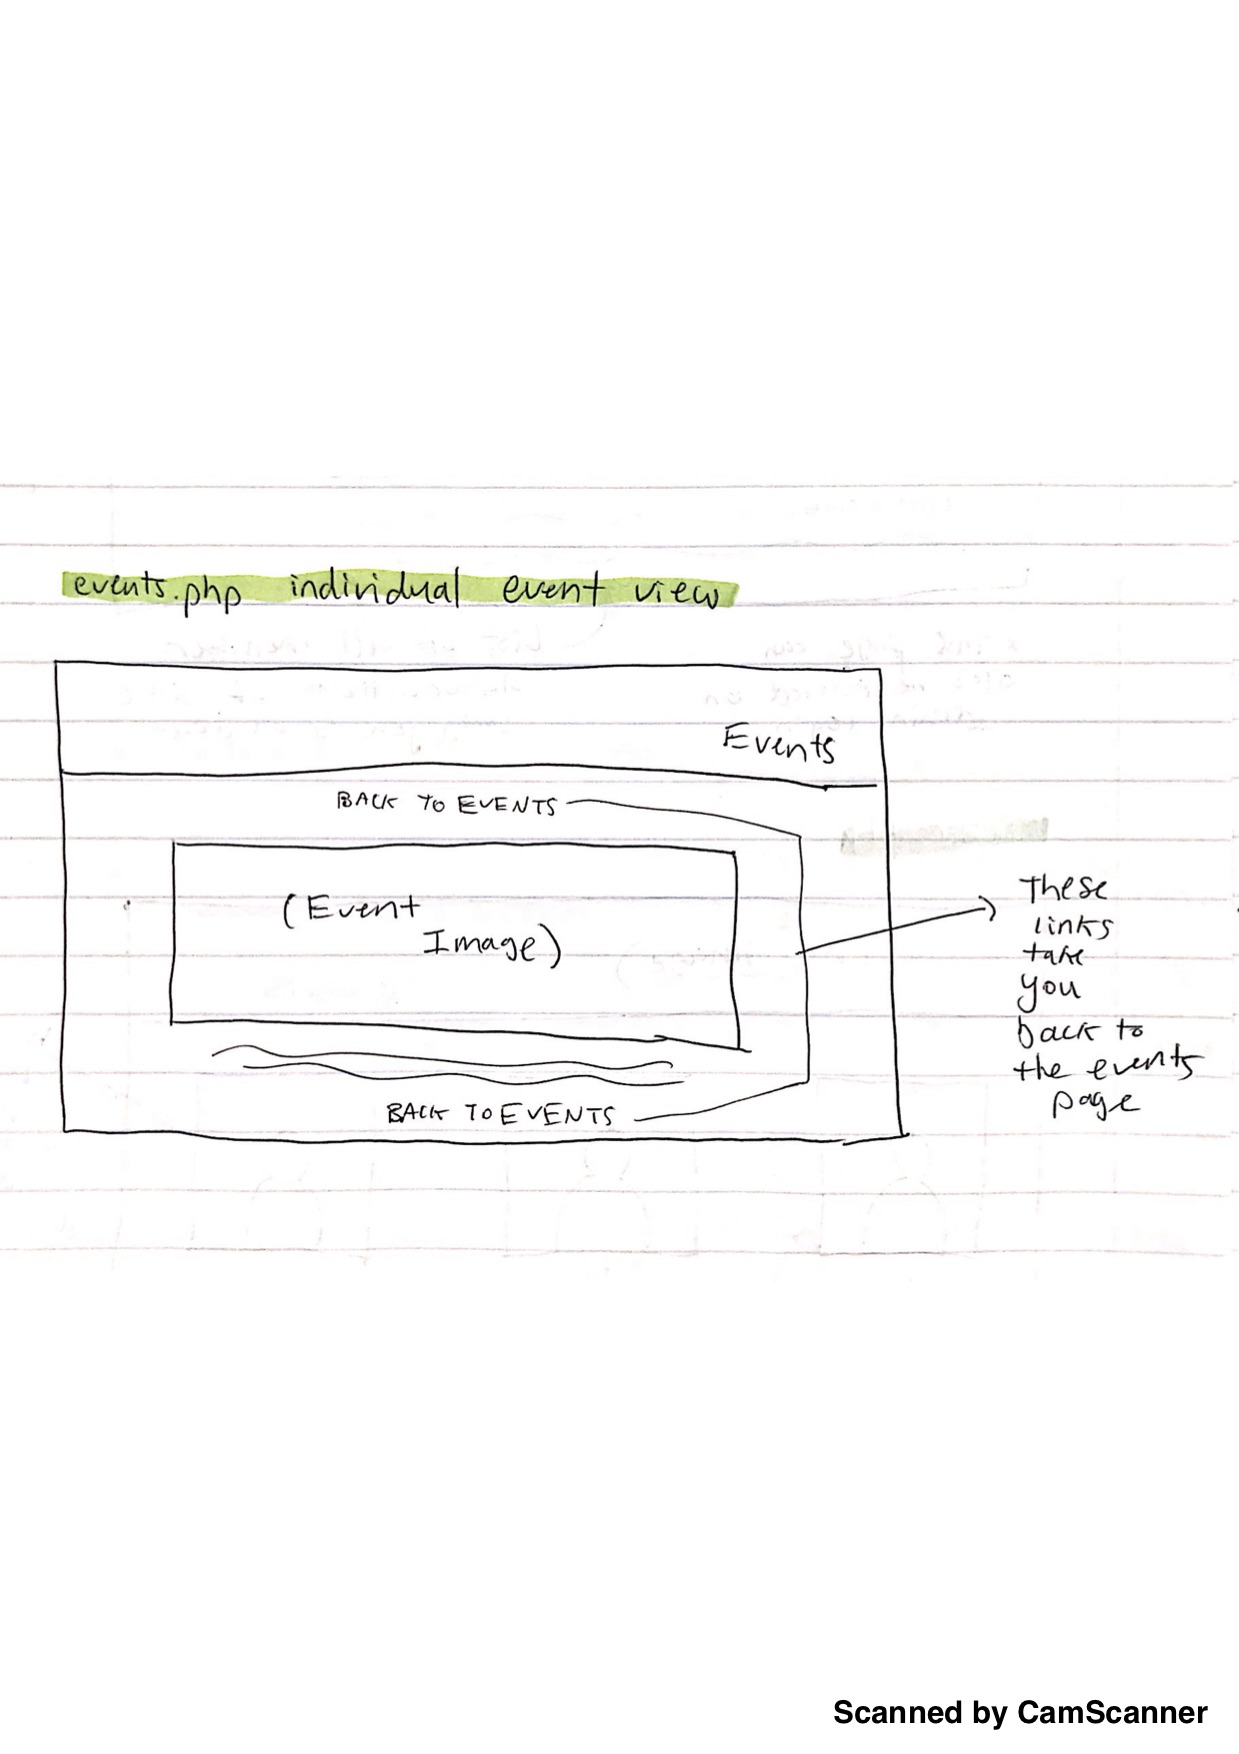 events.php individual event view
Events
BACK TO EVENTS
(Event
Image)
BACK TO EVENTS
These
links
take
you
back to
the events
page
Scanned by CamScanner